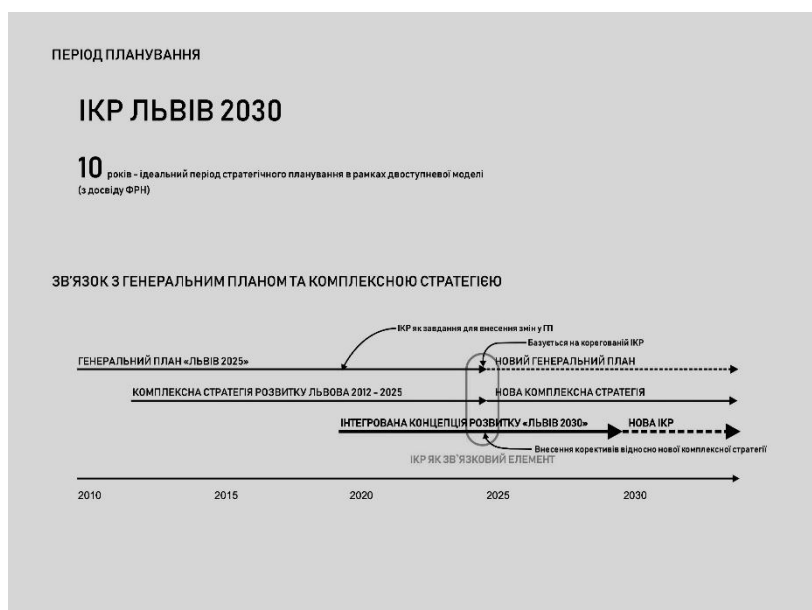 ПЕРІОД ПЛАНУВАННЯ
ІКР ЛЬВІВ 2030
10 років - ідеальний період стратегічного планування в рамках двоступневої моделі
(з досвіду ФРН)
ЗВ'ЯЗОК З ГЕНЕРАЛЬНИМ ПЛАНОМ ТА КОМПЛЕКСНОЮ СТРАТЕГІЄЮ
ІКР як завдання для внесення змін у ГП
Базується на корегованій ІКР
ГЕНЕРАЛЬНИЙ ПЛАН «ЛЬВІВ 2025»
НОВИЙ ГЕНЕРАЛЬНИЙ ПЛАН
КОМПЛЕКСНА СТРАТЕГІЯ РОЗВИТКУ ЛЬВОВА 2012 - 2025
НОВА КОМПЛЕКСНА СТРАТЕГІЯ
ІНТЕГРОВАНА КОНЦЕПЦІЯ РОЗВИТКУ «ЛЬВІВ 2030»
НОВА ІКР
Внесення корективів відносно нової комплексної стратегії
ІКР ЯК ЗВ'ЯЗКОВИЙ ЕЛЕМЕНТ
2010 2015 2020 2025 2030